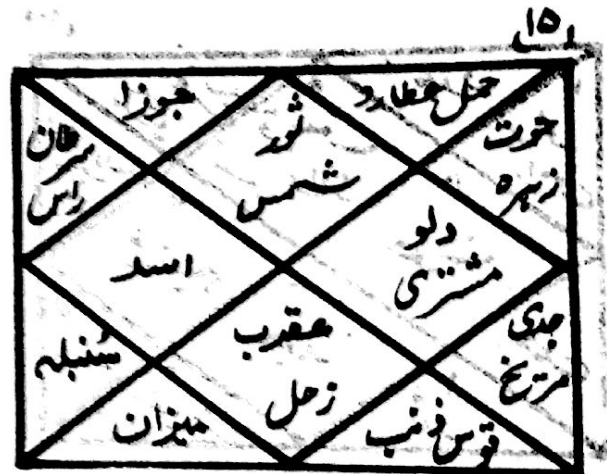 ۱۵
حمل عطارد
ثور
شمس
جوزا
سرطان
راس
اسد
سُنبلہ
میزان
عقرب
زحل
قوس ذنب
جدی
مریخ
دلو
مشتری
حوت
زہرہ